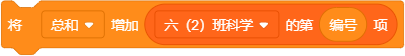 将 总和 增加 六（2）班科学 的第 编号 项